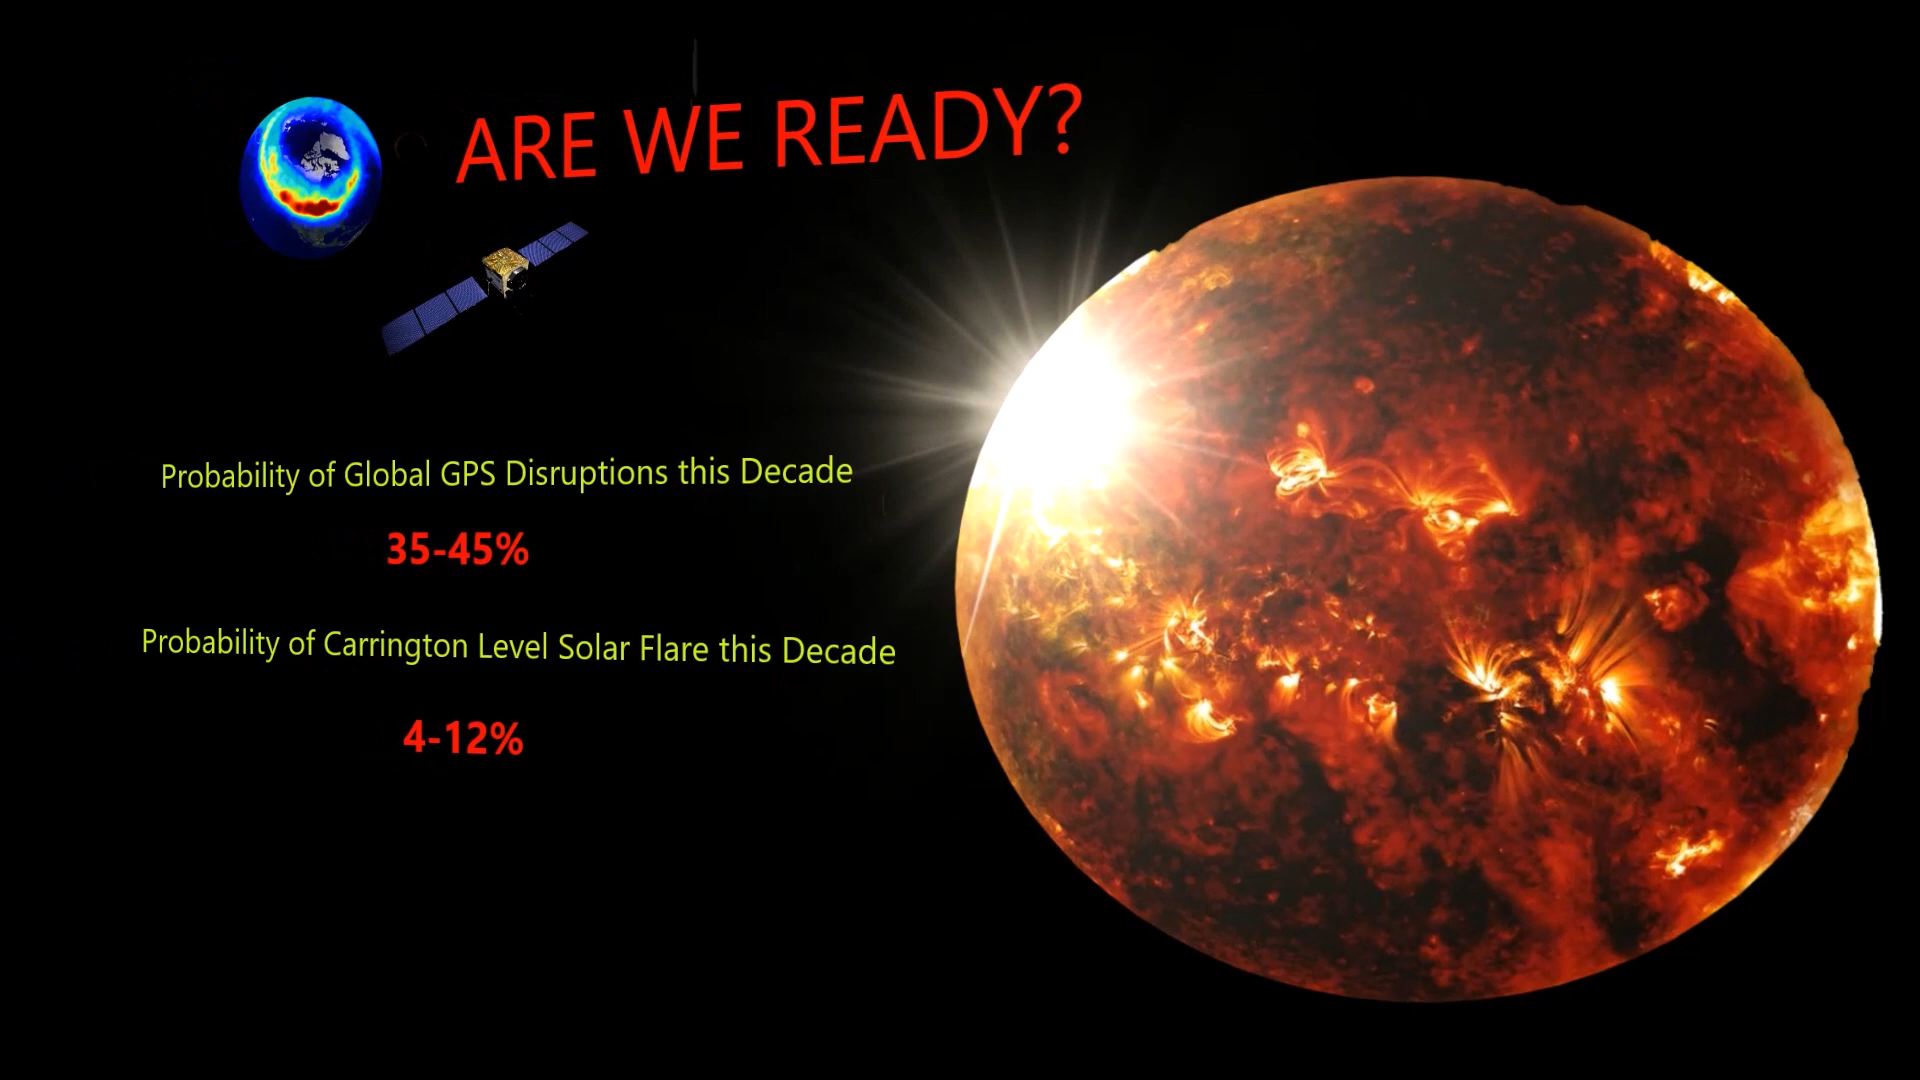 ARE WE READY?
Probability of Global GPS Disruptions this Decade
35-45%
Probability of Carrington Level Solar Flare this Decade
4-12%